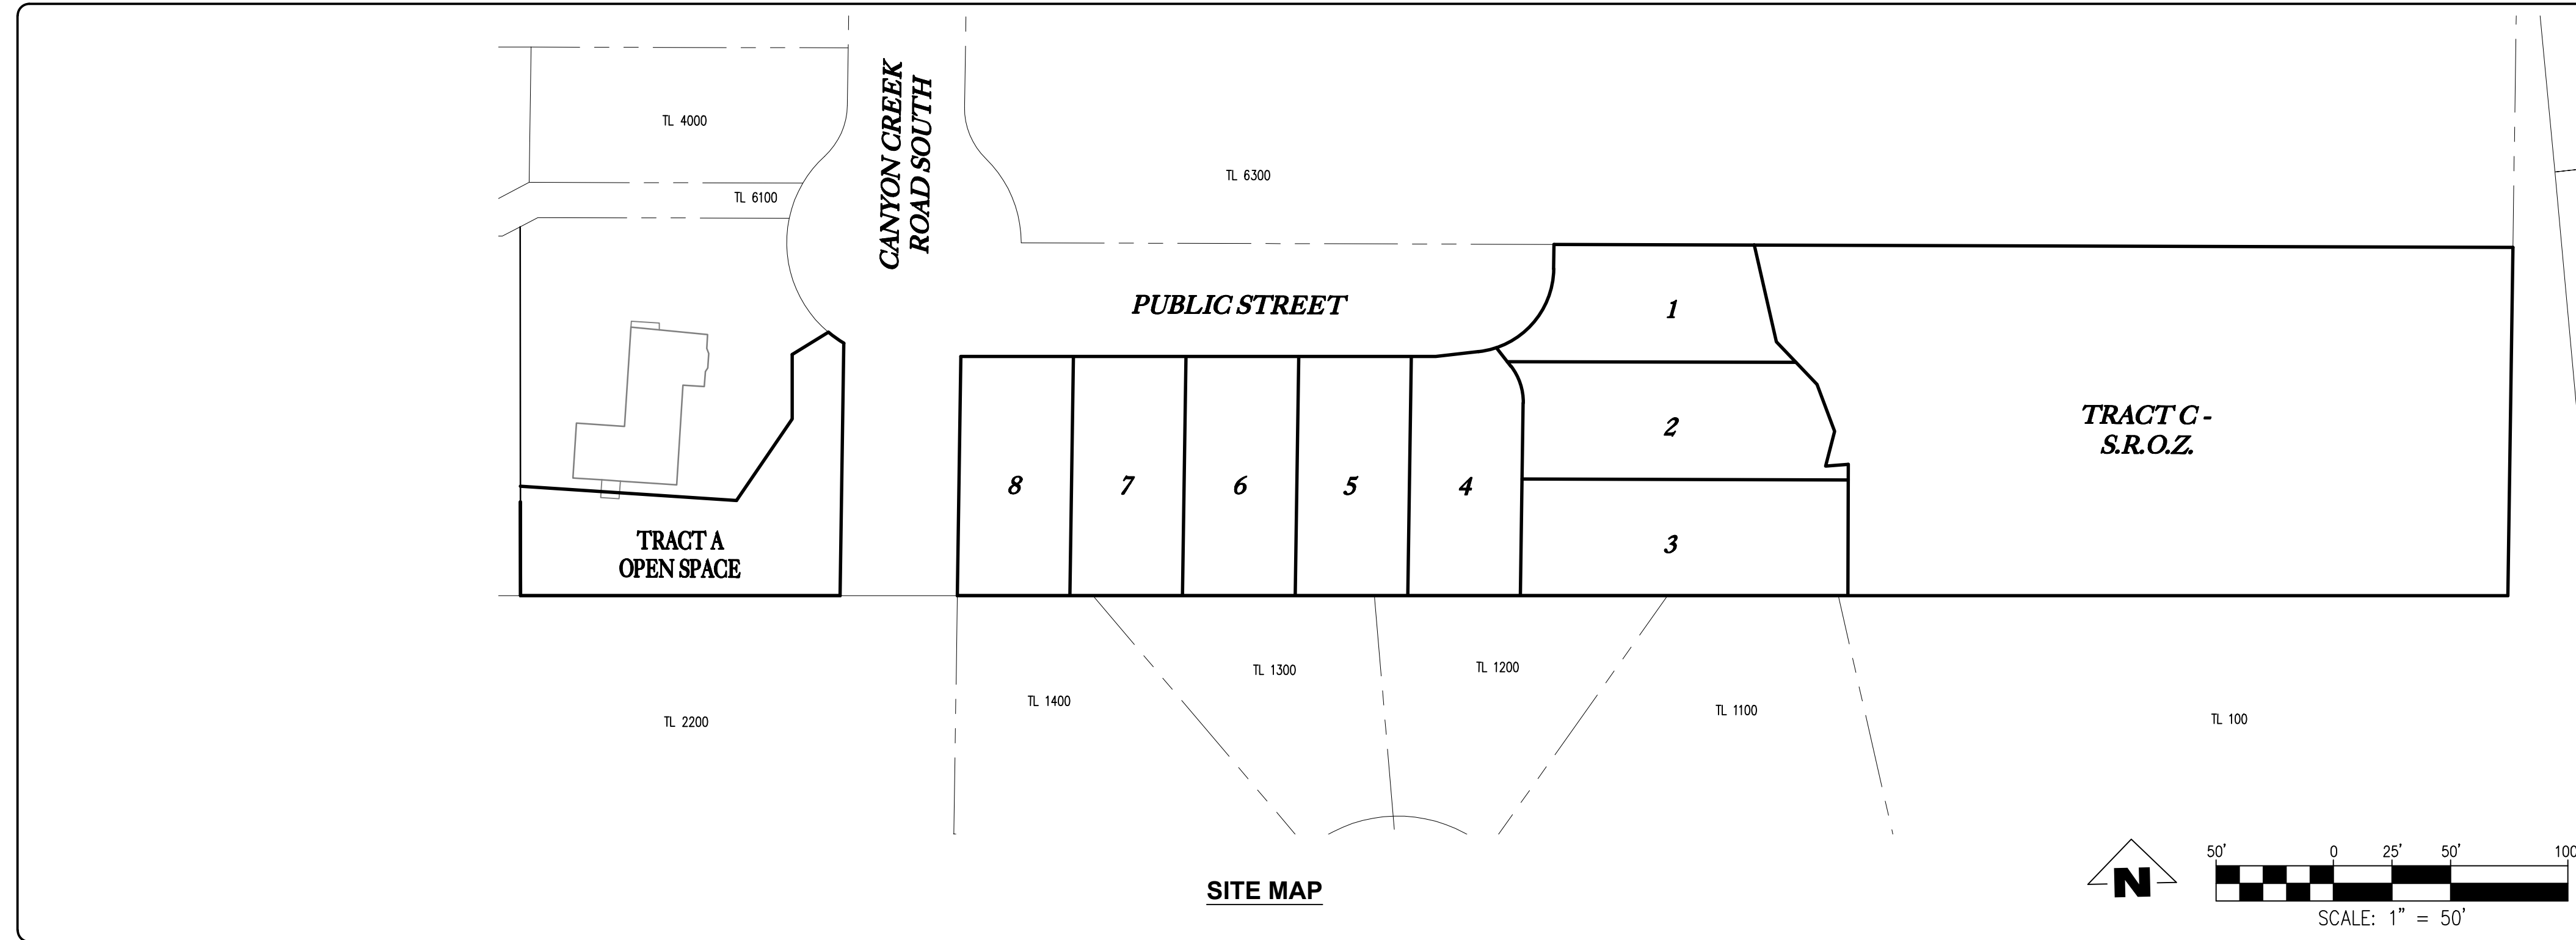 CANYON CREEK
ROAD SOUTH
TL 4000
TL 6100
TL 6300
PUBLIC STREET
1
2
3
8
7
6
5
4
TRACT C -
S.R.O.Z.
TRACT A
OPEN SPACE
TL 2200
TL 1400
TL 1300
TL 1200
TL 1100
TL 100
SITE MAP
N
50' 0 25' 50' 100
SCALE: 1" = 50'